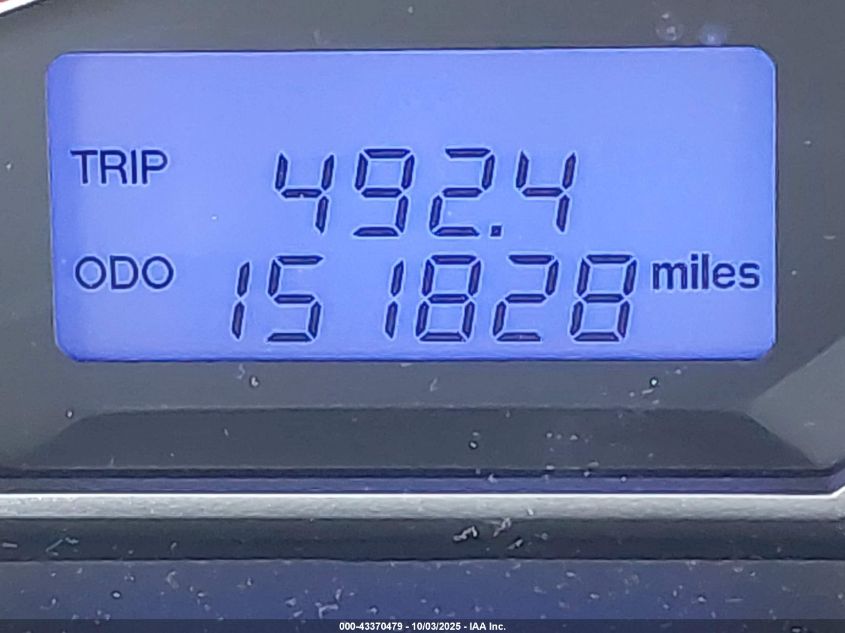 TRIP 492.4
ODO 151828 miles
000-43370479 - 10/03/2025 - IAA Inc.